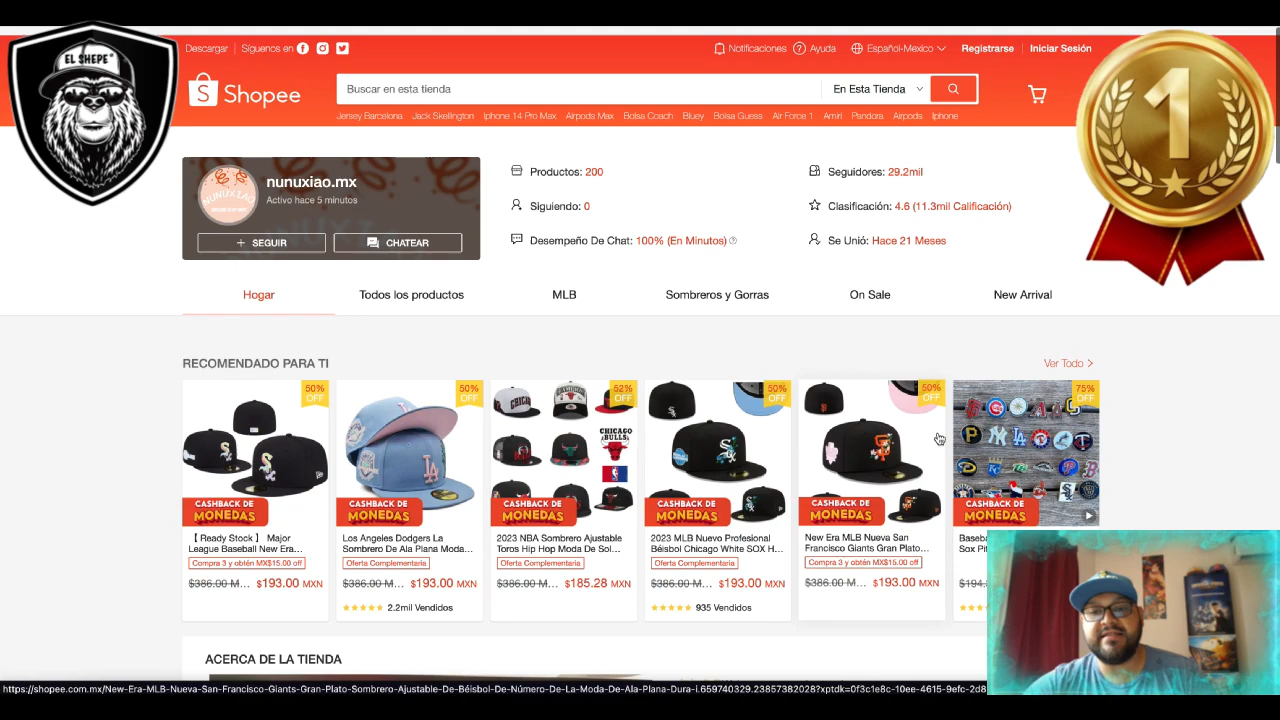 EL SHEPE
Descargar | Síguenos en
Notificaciones
Ayuda
Español-Mexico
Registrarse | Iniciar Sesión
Shopee
Buscar en esta tienda
En Esta Tienda
Jersey Barcelona Jack Skellington Iphone 14 Pro Max Airpods Max Bolsa Coach Bluey Bolsa Guess Air Force 1 Amiri Pandora Airpods Iphone
1
NUNUXIAO
nunuxiao.mx
Activo hace 5 minutos
+ SEGUIR
CHATEAR
Productos: 200
Seguidores: 29.2mil
Siguiendo: 0
Clasificación: 4.6 (11.3mil Calificación)
Desempeño De Chat: 100% (En Minutos)
Se Unió: Hace 21 Meses
Hogar
Todos los productos
MLB
Sombreros y Gorras
On Sale
New Arrival
RECOMENDADO PARA TI
Ver Todo >
50% OFF
50% OFF
52% OFF
50% OFF
50% OFF
75% OFF
CHICAGO BULLS
CASHBACK DE MONEDAS
CASHBACK DE MONEDAS
CASHBACK DE MONEDAS
CASHBACK DE MONEDAS
CASHBACK DE MONEDAS
CASHBACK DE MONEDAS
【 Ready Stock 】 Major
League Baseball New Era...
Compra 3 y obtén MX$15.00 off
$386.00 M... $193.00 MXN
Los Angeles Dodgers La
Sombrero De Ala Plana Moda...
Oferta Complementaria
$386.00 M... $193.00 MXN
2.2mil Vendidos
2023 NBA Sombrero Ajustable
Toros Hip Hop Moda De Sol...
Oferta Complementaria
$386.00 M... $185.28 MXN
2023 MLB Nuevo Profesional
Béisbol Chicago White SOX H...
Oferta Complementaria
$386.00 M... $193.00 MXN
935 Vendidos
New Era MLB Nueva San
Francisco Giants Gran Plato...
Compra 3 y obtén MX$15.00 off
$386.00 M... $193.00 MXN
Base
Sox Pi
$194.
ACERCA DE LA TIENDA
https://shopee.com.mx/New-Era-MLB-Nueva-San-Francisco-Giants-Gran-Plato-Sombrero-Ajustable-De-Béisbol-De-Número-De-La-Moda-De-Ala-Plana-Dura-i.659740329.23857382028?xptdk=0f3c1e8c-10ee-4615-9efc-2d8